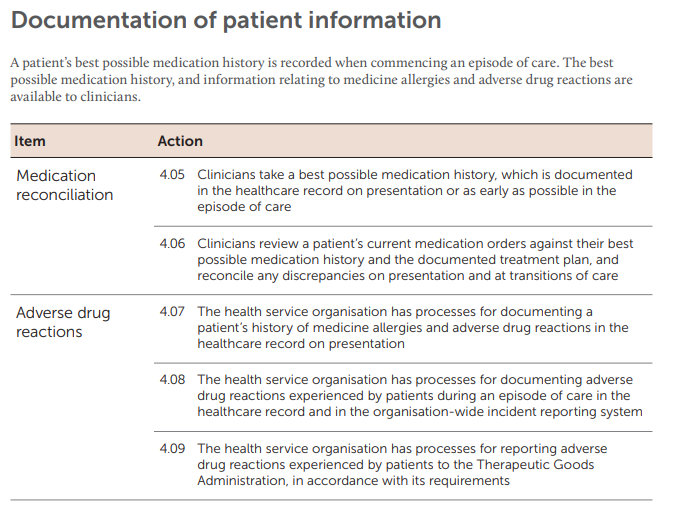 Documentation of patient information
A patient’s best possible medication history is recorded when commencing an episode of care. The best
possible medication history, and information relating to medicine allergies and adverse drug reactions are
available to clinicians.
Item Action
Medication
reconciliation
4.05 Clinicians take a best possible medication history, which is documented
in the healthcare record on presentation or as early as possible in the
episode of care
4.06 Clinicians review a patient’s current medication orders against their best
possible medication history and the documented treatment plan, and
reconcile any discrepancies on presentation and at transitions of care
Adverse drug
reactions
4.07 The health service organisation has processes for documenting a
patient’s history of medicine allergies and adverse drug reactions in the
healthcare record on presentation
4.08 The health service organisation has processes for documenting adverse
drug reactions experienced by patients during an episode of care in the
healthcare record and in the organisation-wide incident reporting system
4.09 The health service organisation has processes for reporting adverse
drug reactions experienced by patients to the Therapeutic Goods
Administration, in accordance with its requirements